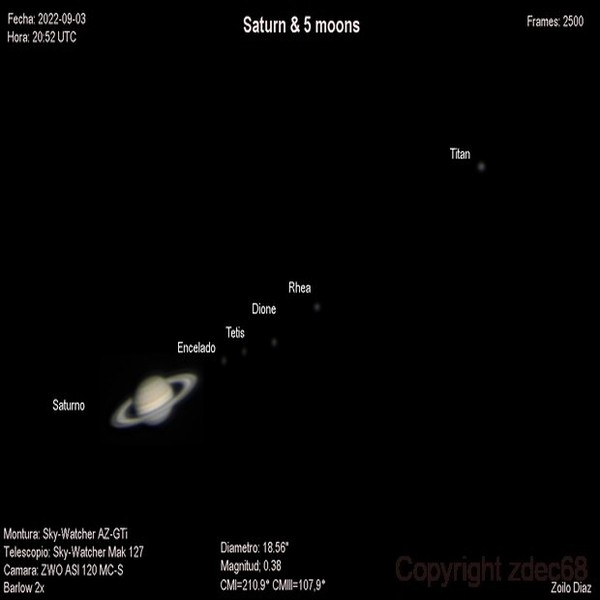 Fecha: 2022-09-03
Hora: 20:52 UTC
Saturn & 5 moons
Frames: 2500
Titan
Rhea
Dione
Tetis
Encelado
Saturno
Montura: Sky-Watcher AZ-GTi
Telescopio: Sky-Watcher Mak 127
Camara: ZWO ASI 120 MC-S
Barlow 2x
Diametro: 18.56"
Magnitud; 0.38
CMI=210.9° CMIII=107,9°
Copyright zdec68
Zoilo Diaz